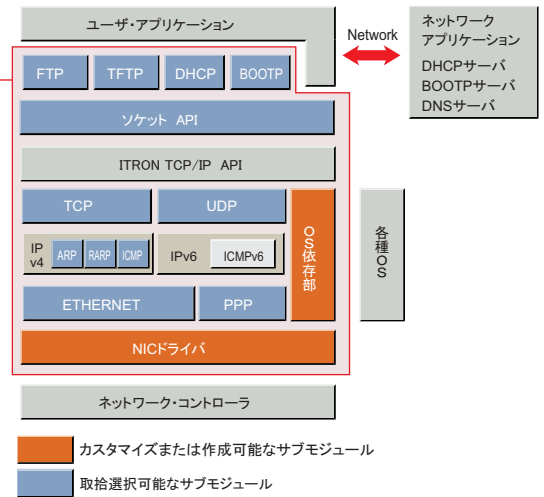 ユーザ・アプリケーション
Network
ネットワーク
アプリケーション
DHCPサーバ
BOOTPサーバ
DNSサーバ
FTP
TFTP
DHCP
BOOTP
ソケット API
ITRON TCP/IP API
TCP
UDP
OS依存部
各種OS
IP
v4
ARP
RARP
ICMP
IPv6
ICMPv6
ETHERNET
PPP
NICドライバ
ネットワーク・コントローラ
カスタマイズまたは作成可能なサブモジュール
取拾選択可能なサブモジュール